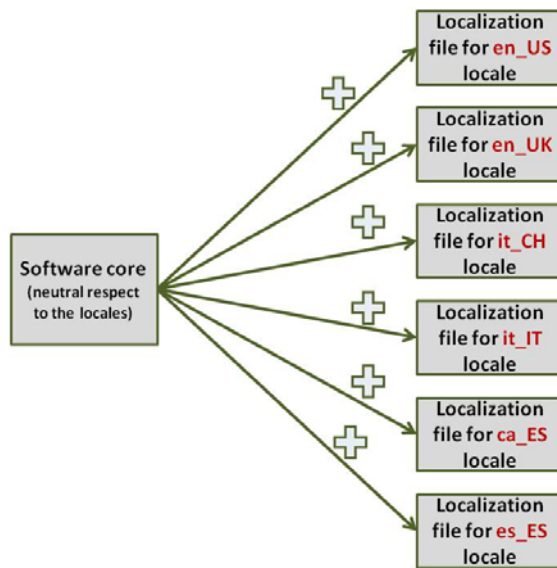 Localization
file for en_US
locale
Localization
file for en_UK
locale
Localization
file for it_CH
locale
Software core
(neutral respect
to the locales)
Localization
file for it_IT
locale
Localization
file for ca_ES
locale
Localization
file for es_ES
locale